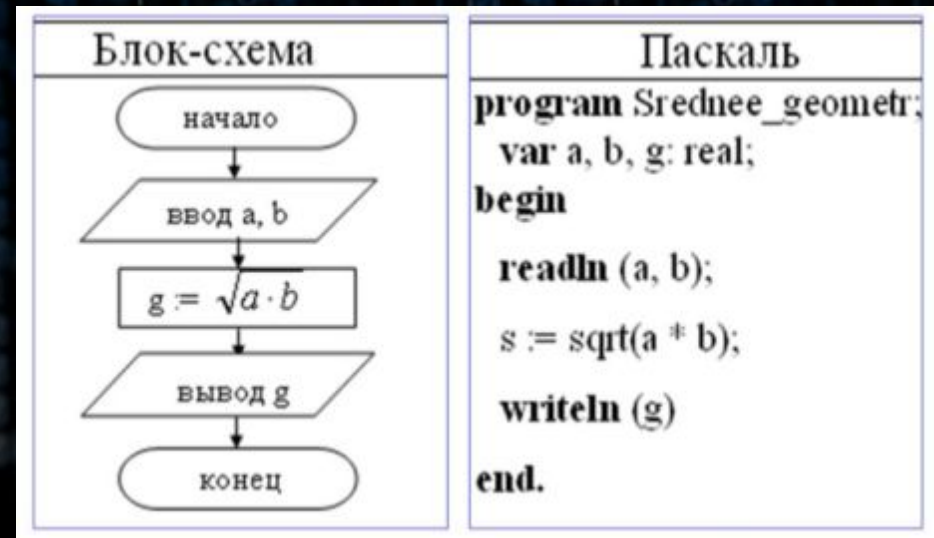 Блок-схема
начало
ввод a, b
g := √a · b
вывод g
конец
Паскаль
program Srednee_geometr;
var a, b, g: real;
begin
readln (a, b);
s := sqrt(a * b);
writeln (g)
end.